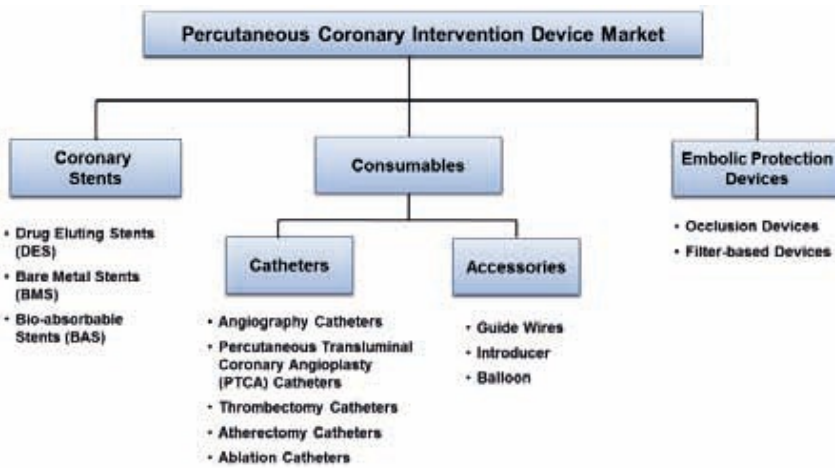 Percutaneous Coronary Intervention Device Market
Coronary
Stents
• Drug Eluting Stents
(DES)
• Bare Metal Stents
(BMS)
• Bio-absorbable
Stents (BAS)
Consumables
Catheters
• Angiography Catheters
• Percutaneous Transluminal
Coronary Angioplasty
(PTCA) Catheters
• Thrombectomy Catheters
• Atherectomy Catheters
• Ablation Catheters
Accessories
• Guide Wires
• Introducer
• Balloon
Embolic Protection
Devices
• Occlusion Devices
• Filter-based Devices